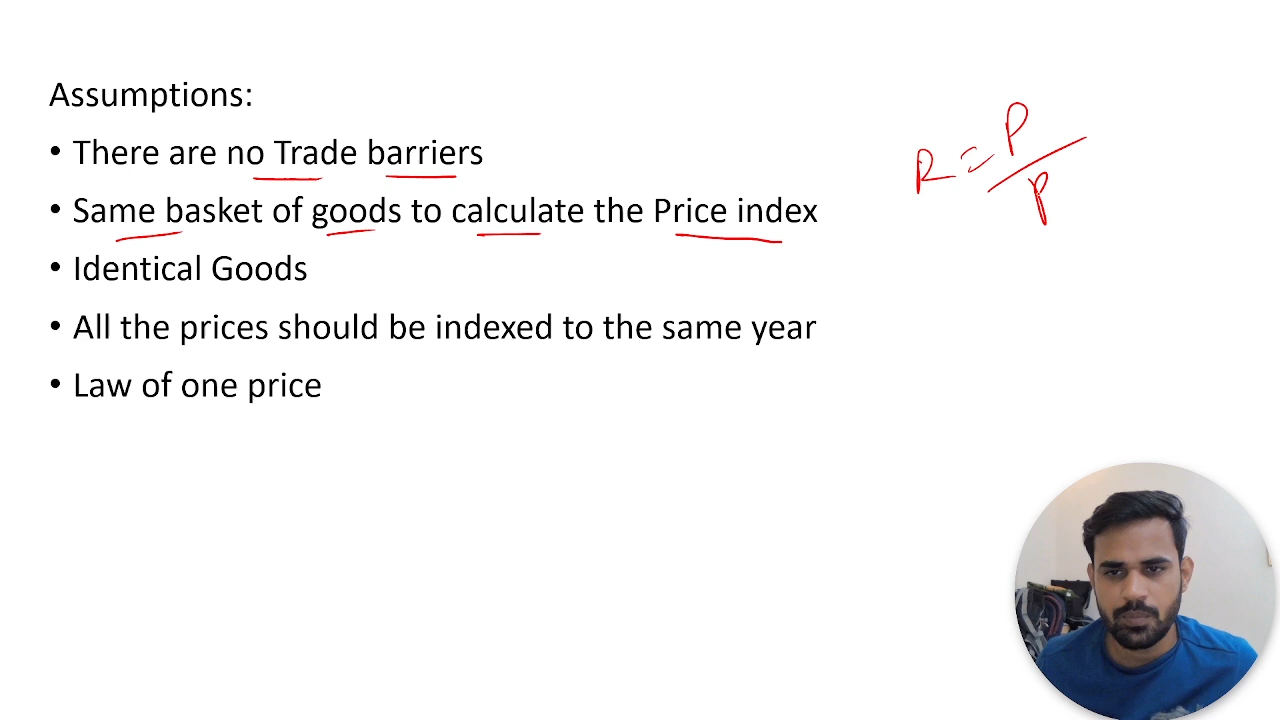 Assumptions:
• There are no Trade barriers
• Same basket of goods to calculate the Price index
• Identical Goods
• All the prices should be indexed to the same year
• Law of one price
R = P / P